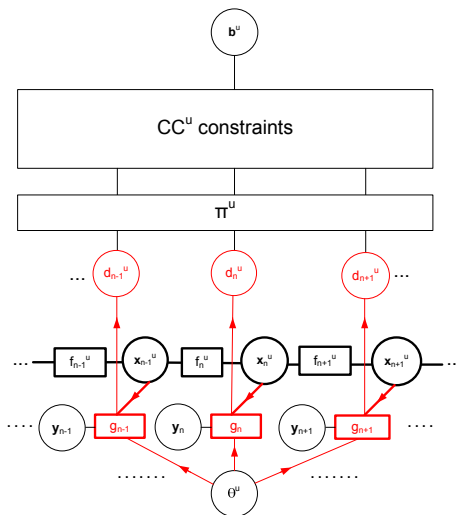 b^u
CC^u constraints
π^u
... d_{n-1}^u d_n^u d_{n+1}^u ...
... f_{n-1}^u x_{n-1}^u f_n^u x_n^u f_{n+1}^u x_{n+1}^u ...
.... y_{n-1} g_{n-1} y_n g_n y_{n+1} g_{n+1} ....
....... θ^u .......